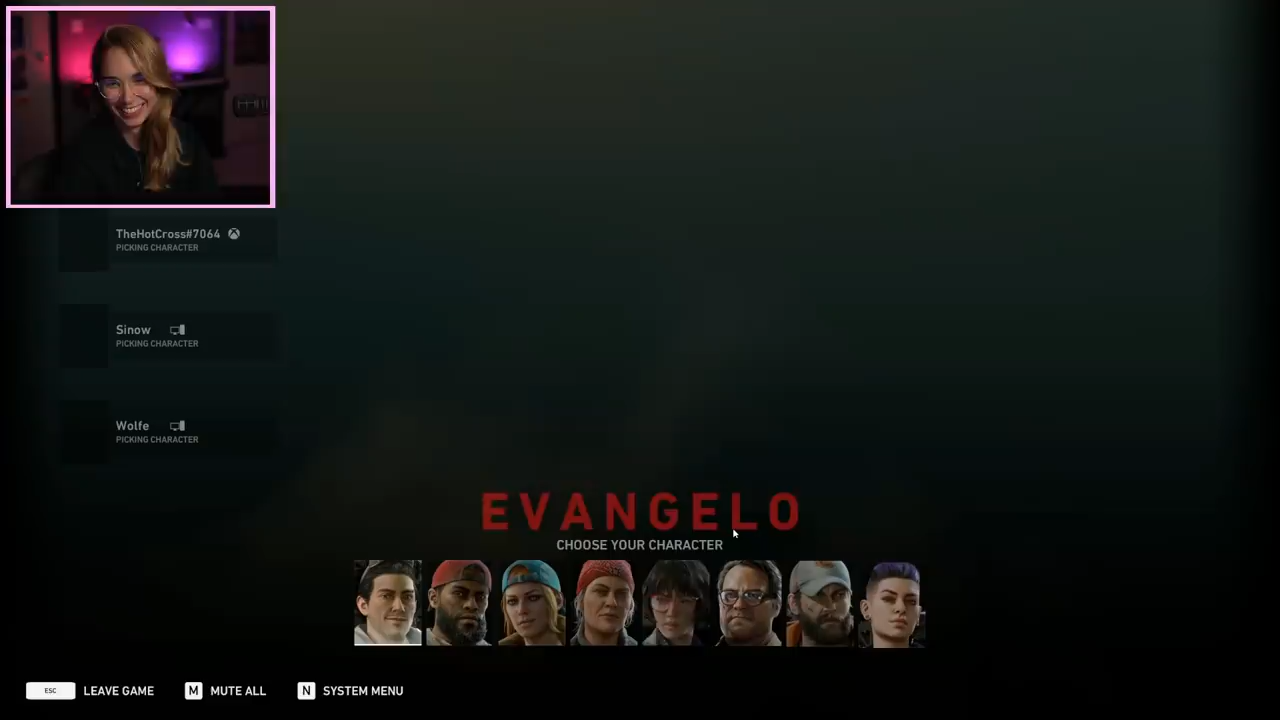 TheHotCross#7064
PICKING CHARACTER
Sinow
PICKING CHARACTER
Wolfe
PICKING CHARACTER
EVANGELO
CHOOSE YOUR CHARACTER
ESC LEAVE GAME M MUTE ALL N SYSTEM MENU